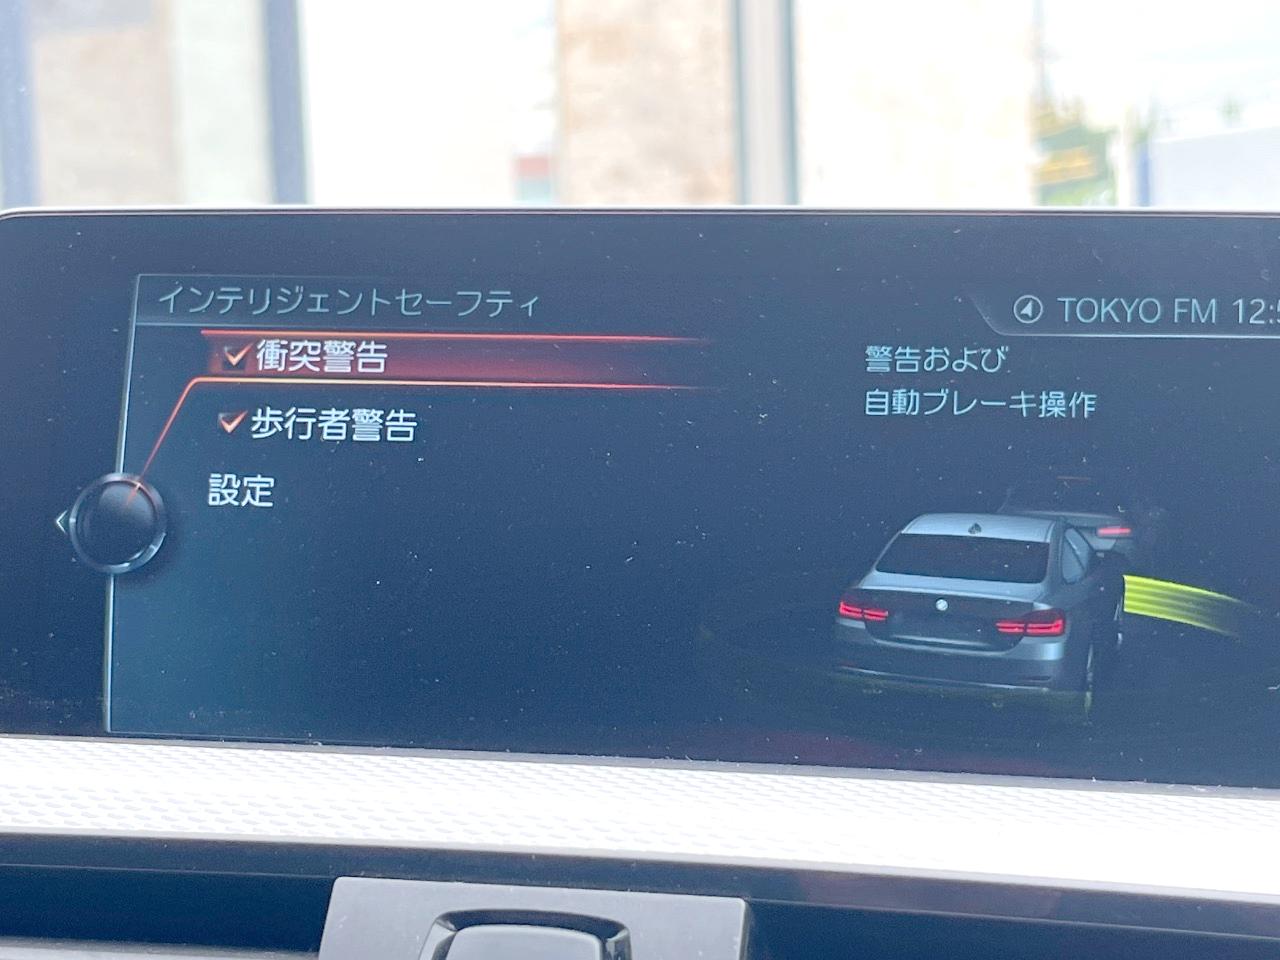 インテリジェントセーフティ
TOKYO FM 12:5
衝突警告
歩行者警告
設定
警告および
自動ブレーキ操作